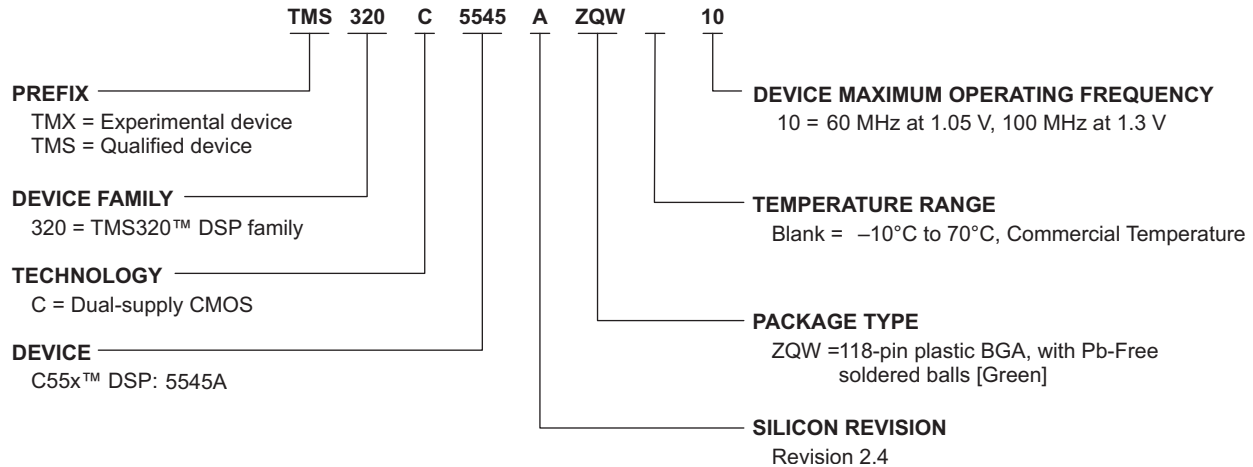 TMS 320 C 5545 A ZQW 10
PREFIX
TMX = Experimental device
TMS = Qualified device
DEVICE FAMILY
320 = TMS320™ DSP family
TECHNOLOGY
C = Dual-supply CMOS
DEVICE
C55x™ DSP: 5545A
DEVICE MAXIMUM OPERATING FREQUENCY
10 = 60 MHz at 1.05 V, 100 MHz at 1.3 V
TEMPERATURE RANGE
Blank = –10°C to 70°C, Commercial Temperature
PACKAGE TYPE
ZQW =118-pin plastic BGA, with Pb-Free
soldered balls [Green]
SILICON REVISION
Revision 2.4